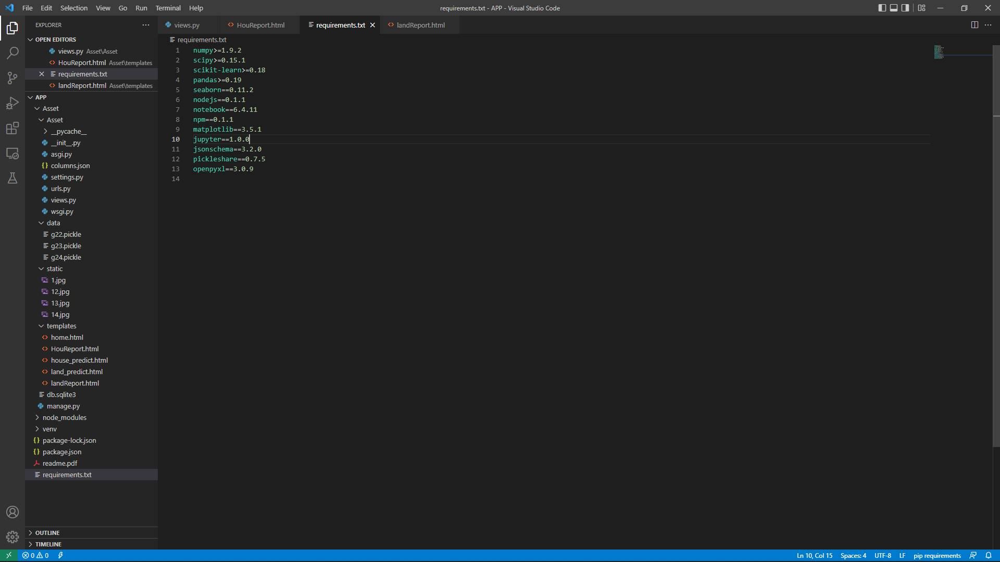 File Edit Selection View Go Run Terminal Help
requirements.txt - APP - Visual Studio Code
EXPLORER
OPEN EDITORS
views.py Asset\Asset
HouReport.html Asset\templates
requirements.txt
landReport.html Asset\templates
APP
Asset
Asset
__pycache__
__init__.py
asgi.py
{} columns.json
settings.py
urls.py
views.py
wsgi.py
data
g22.pickle
g23.pickle
g24.pickle
static
1.jpg
12.jpg
13.jpg
14.jpg
templates
home.html
HouReport.html
house_predict.html
land_predict.html
landReport.html
db.sqlite3
manage.py
node_modules
venv
{} package-lock.json
{} package.json
readme.pdf
requirements.txt
OUTLINE
TIMELINE
views.py HouReport.html requirements.txt landReport.html
requirements.txt
1 numpy>=1.9.2
2 scipy>=0.15.1
3 scikit-learn>=0.18
4 pandas>=0.19
5 seaborn==0.11.2
6 nodejs==0.1.1
7 notebook==6.4.11
8 npm==0.1.1
9 matplotlib==3.5.1
10 jupyter==1.0.0
11 jsonschema==3.2.0
12 pickleshare==0.7.5
13 openpyxl==3.0.9
14
0 0
Ln 10, Col 15 Spaces: 4 UTF-8 LF pip requirements